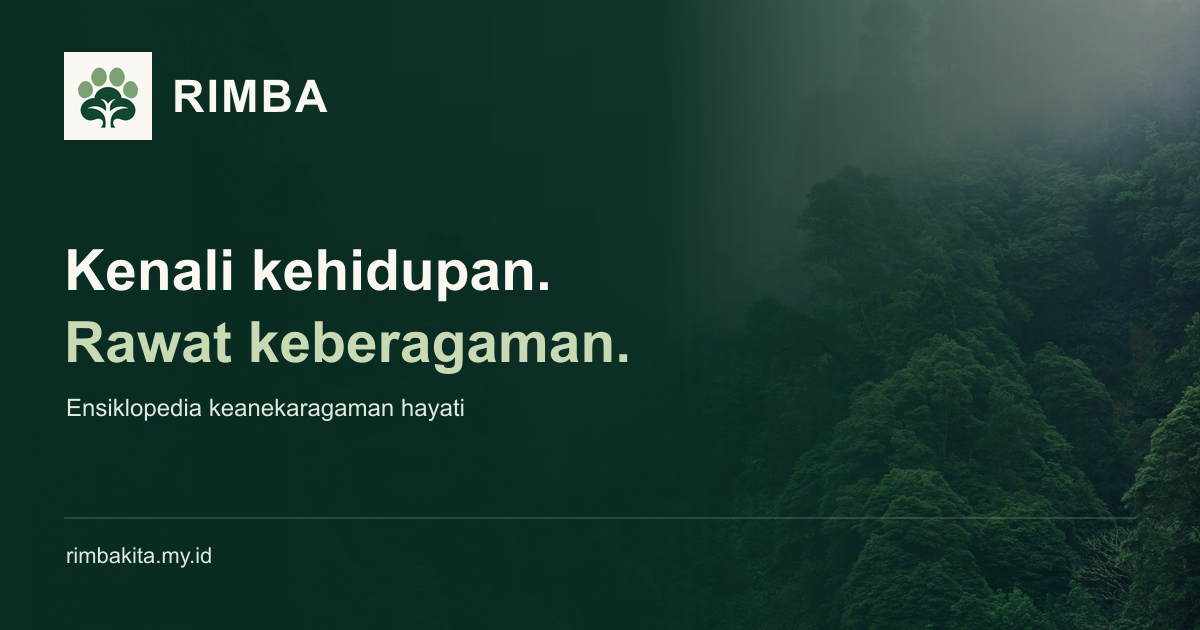 RIMBA
Kenali kehidupan.
Rawat keberagaman.
Ensiklopedia keanekaragaman hayati
rimbakita.my.id